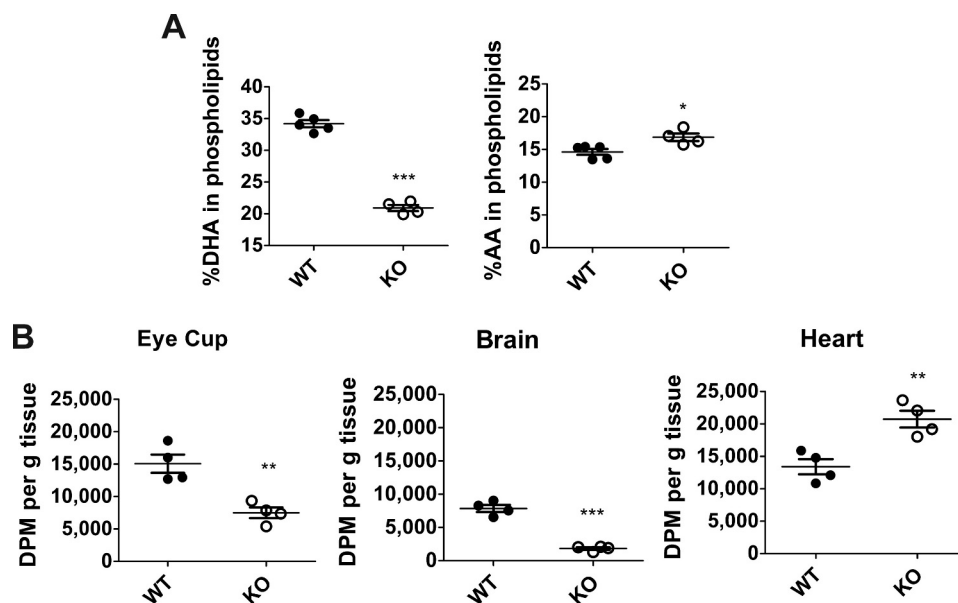 A
%DHA in phospholipids
40
35
30
25
20
15
***
WT
KO
%AA in phospholipids
25
20
15
10
5
0
*
WT
KO
B
Eye Cup
DPM per g tissue
25,000
20,000
15,000
10,000
5,000
0
**
WT
KO
Brain
DPM per g tissue
25,000
20,000
15,000
10,000
5,000
0
***
WT
KO
Heart
DPM per g tissue
25,000
20,000
15,000
10,000
5,000
0
**
WT
KO